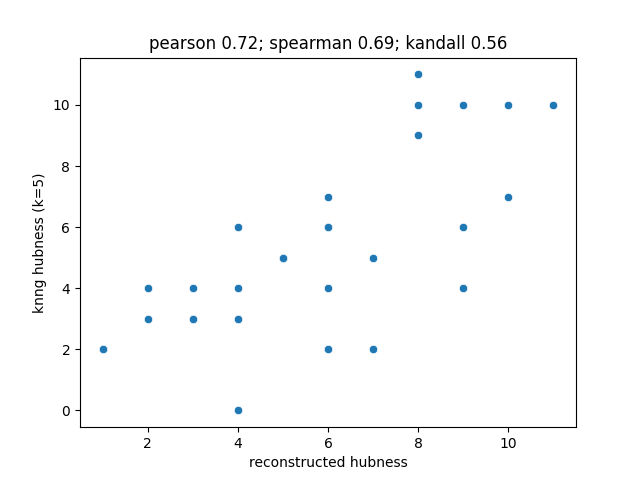 pearson 0.72; spearman 0.69; kandall 0.56
10
8
6
4
2
0
knng hubness (k=5)
2 4 6 8 10
reconstructed hubness